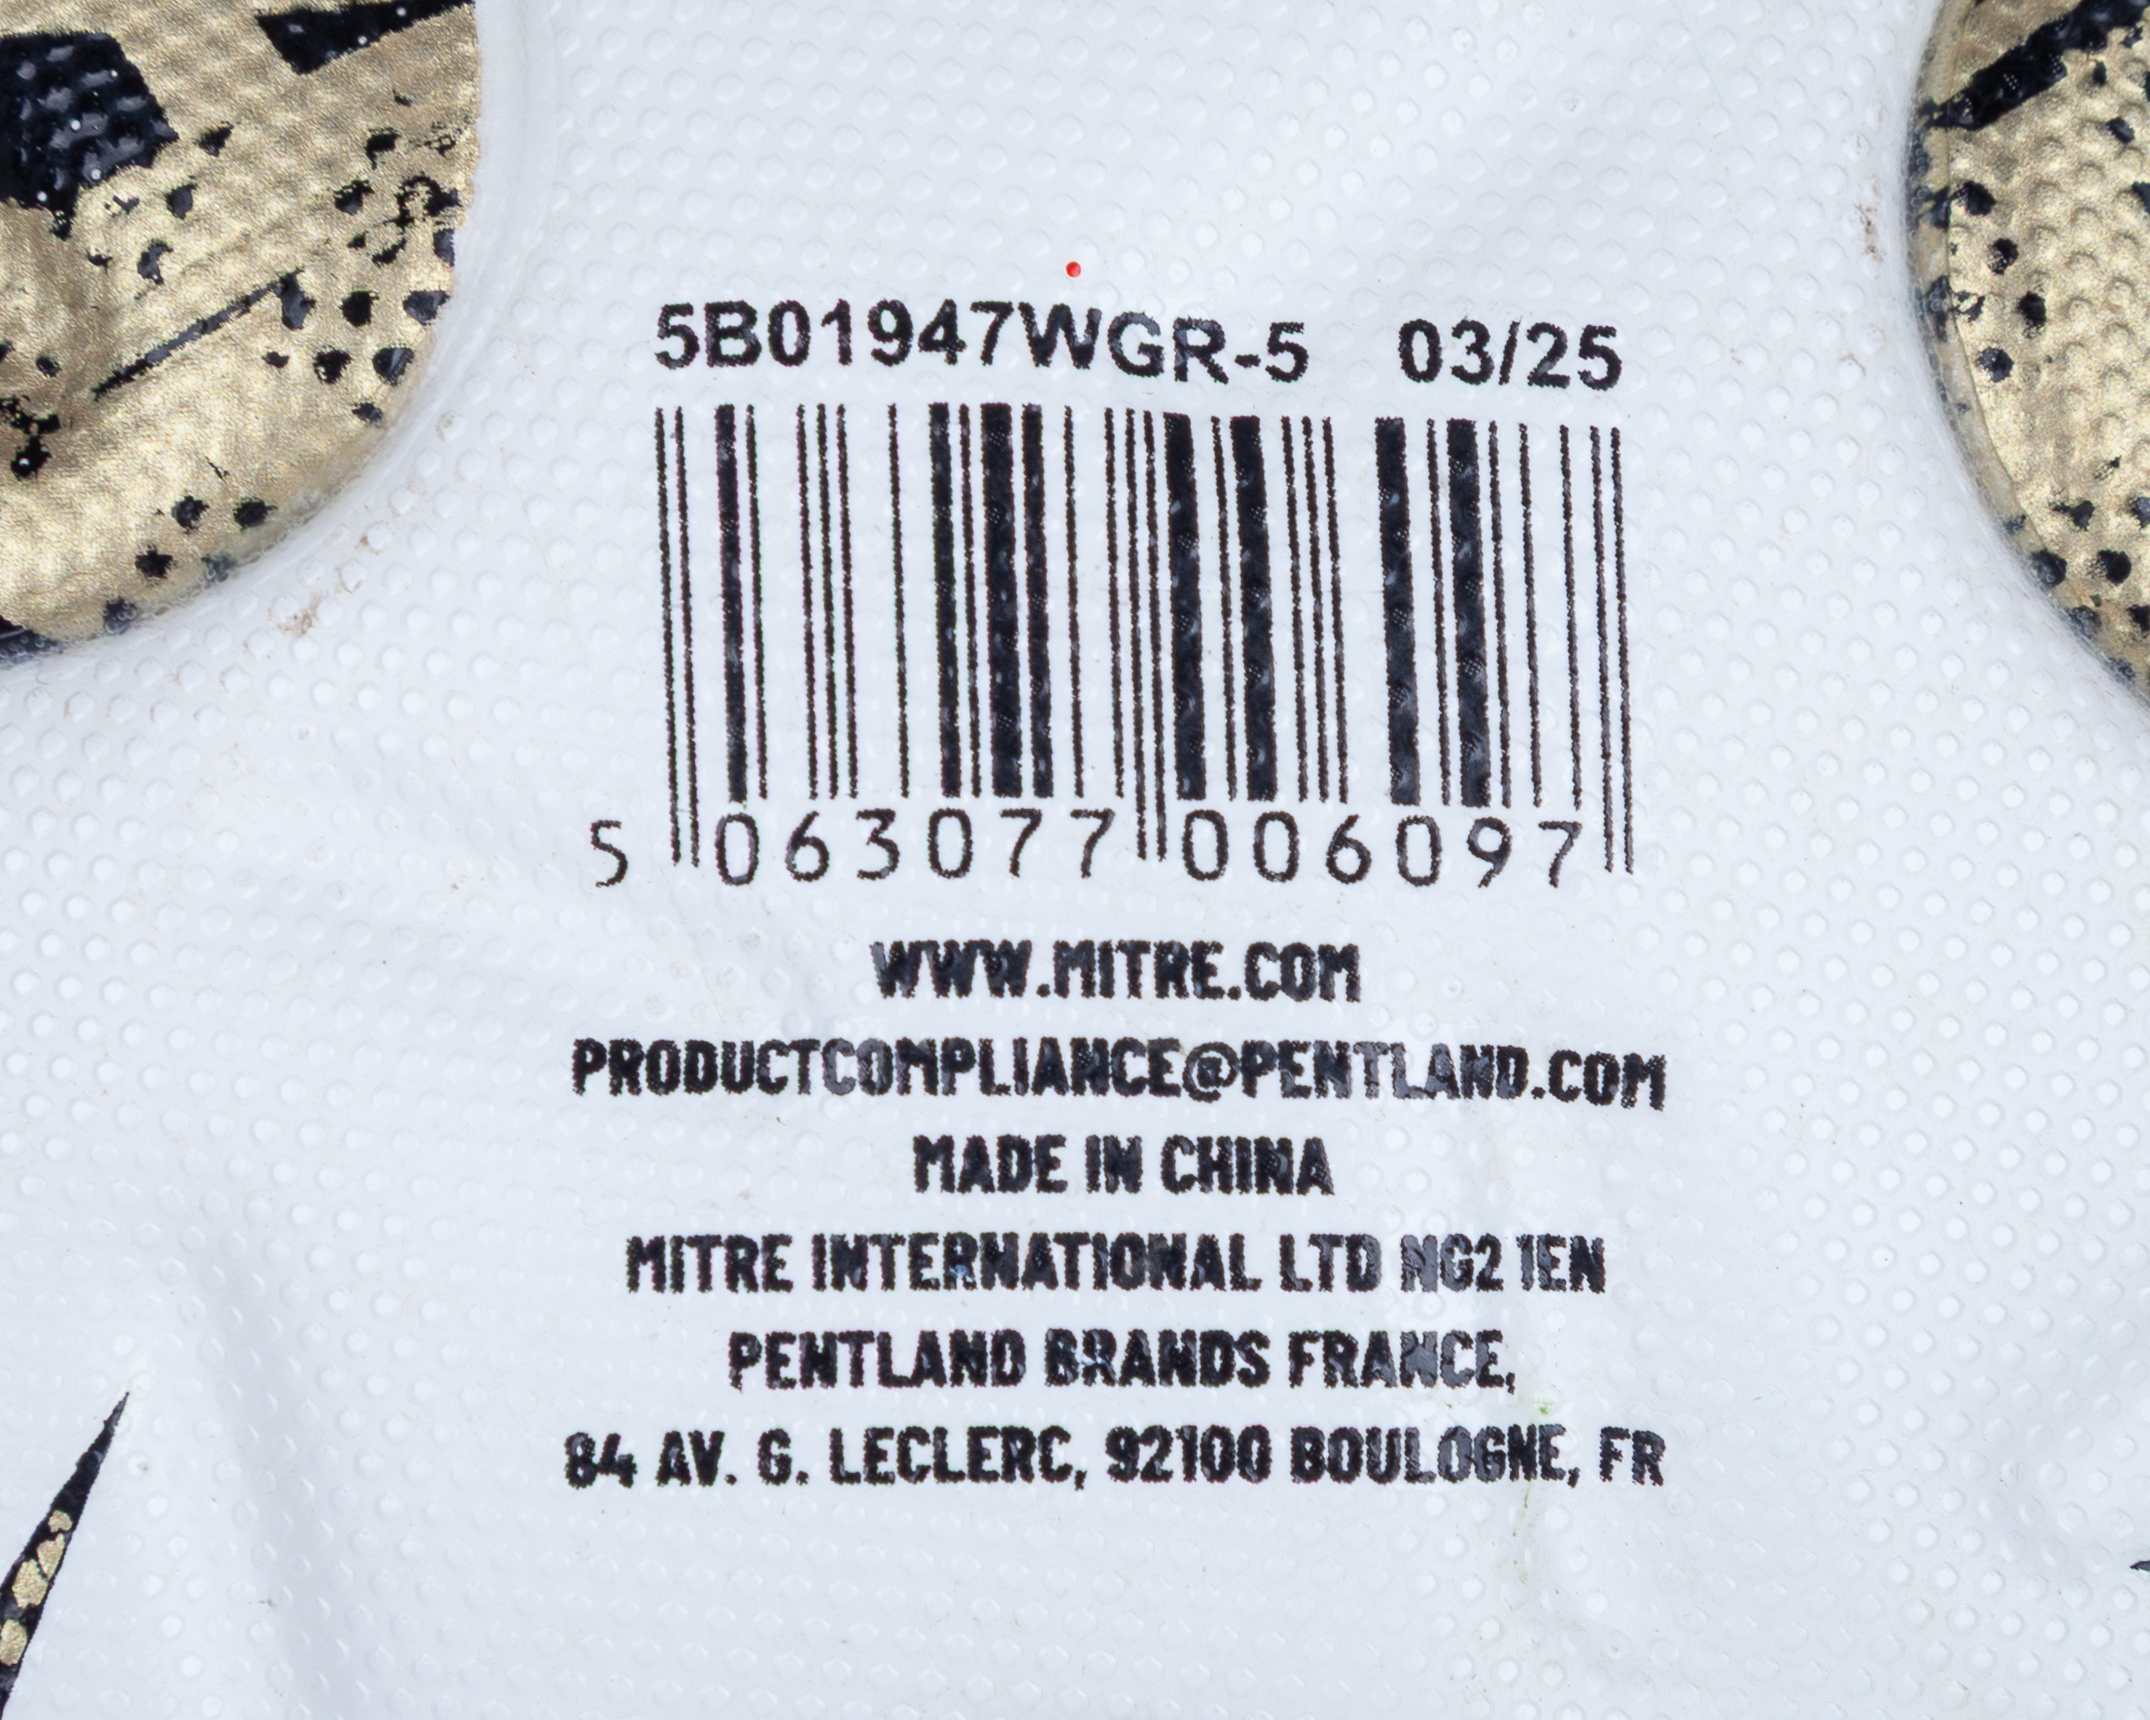 5B01947WGR-5 03/25
5 063077 006097
WWW.MITRE.COM
PRODUCTCOMPLIANCE@PENTLAND.COM
MADE IN CHINA
MITRE INTERNATIONAL LTD NG2 1EN
PENTLAND BRANDS FRANCE,
84 AV. G. LECLERC, 92100 BOULOGNE, FR